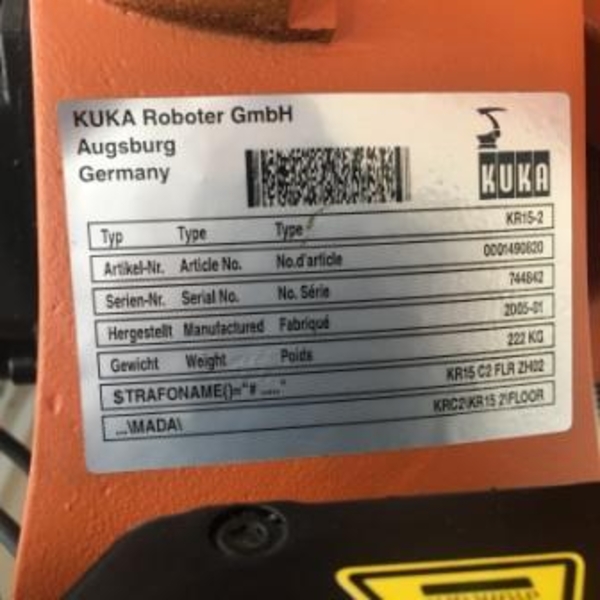 KUKA Roboter GmbH
Augsburg
Germany
KUKA
Typ Type Type KR15-2
Artikel-Nr. Article No. No.d'article 0001490820
Serien-Nr. Serial No. No. Série 744842
Hergestellt Manufactured Fabriqué 2005-01
Gewicht Weight Poids 222 KG
$TRAFONAME()="# ....." KR15 C2 FLR ZH02
...\MADA\ KRC2\KR15 2\FLOOR